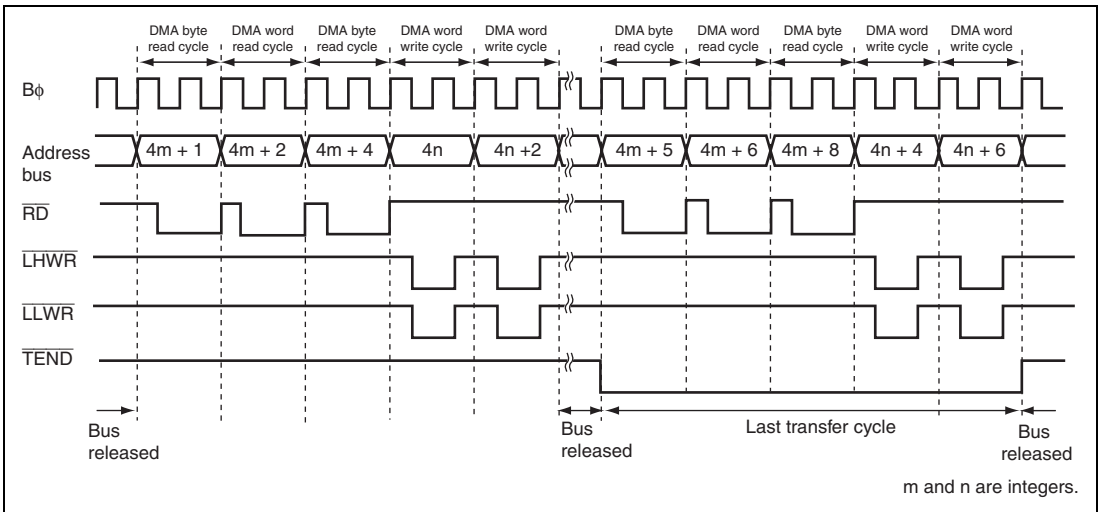 DMA byte read cycle
DMA word read cycle
DMA byte read cycle
DMA word write cycle
DMA word write cycle
DMA byte read cycle
DMA word read cycle
DMA byte read cycle
DMA word write cycle
DMA word write cycle
Bϕ
Address bus
4m + 1
4m + 2
4m + 4
4n
4n +2
4m + 5
4m + 6
4m + 8
4n + 4
4n + 6
RD
LHWR
LLWR
TEND
Bus released
Bus released
Last transfer cycle
Bus released
m and n are integers.